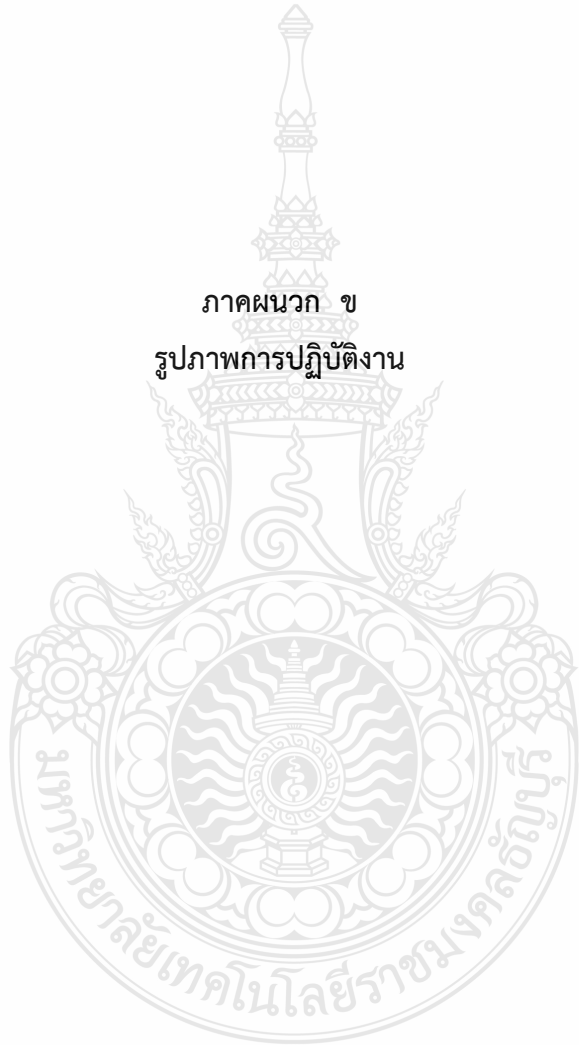 ภาคผนวก ข
รูปภาพการปฏิบัติงาน
มหาวิทยาลัยเทคโนโลยีราชมงคลธัญบุรี